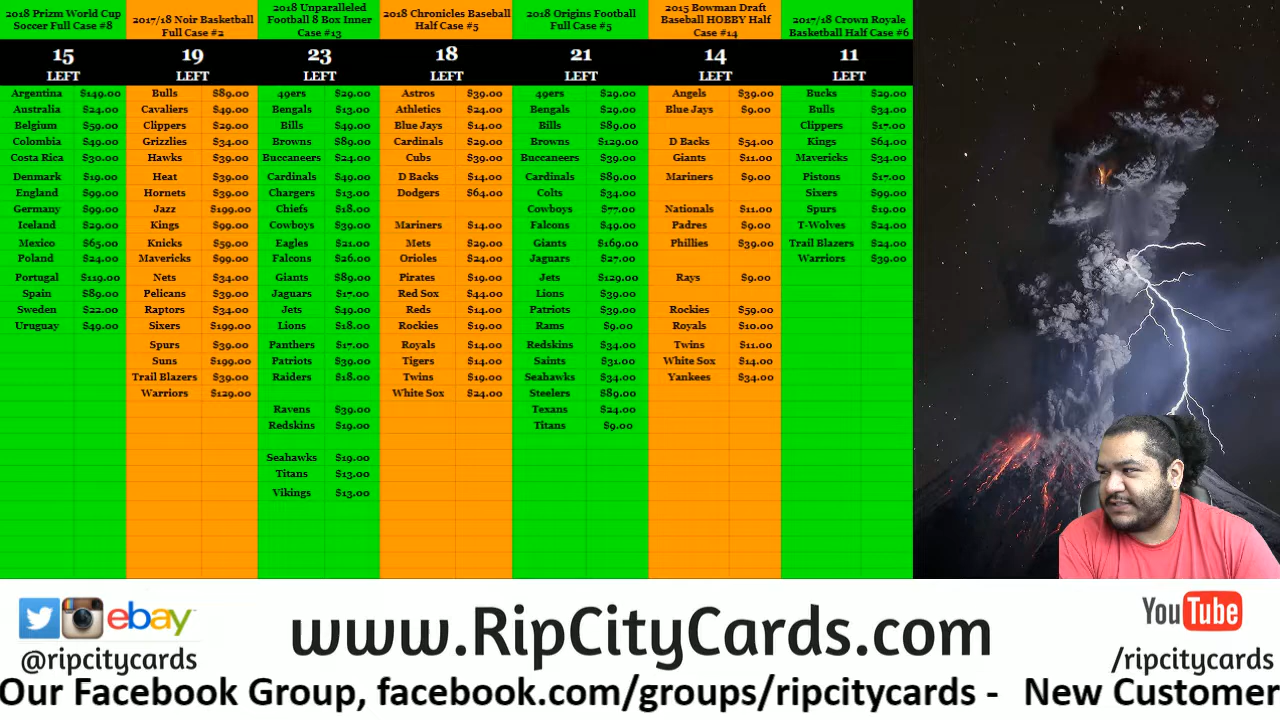 2018 Prizm World Cup
Soccer Full Case #8
15
LEFT
Argentina $149.00
Australia $24.00
Belgium $59.00
Colombia $49.00
Costa Rica $30.00
Denmark $19.00
England $99.00
Germany $99.00
Iceland $29.00
Mexico $65.00
Poland $24.00
Portugal $119.00
Spain $89.00
Sweden $22.00
Uruguay $49.00
2017/18 Noir Basketball
Full Case #2
19
LEFT
Bulls $89.00
Cavaliers $49.00
Clippers $29.00
Grizzlies $34.00
Hawks $39.00
Heat $39.00
Hornets $39.00
Jazz $199.00
Kings $99.00
Knicks $59.00
Mavericks $99.00
Nets $34.00
Pelicans $39.00
Raptors $34.00
Sixers $199.00
Spurs $39.00
Suns $199.00
Trail Blazers $39.00
Warriors $129.00
2018 Unparalleled
Football 8 Box Inner
Case #13
23
LEFT
49ers $29.00
Bengals $13.00
Bills $49.00
Browns $89.00
Buccaneers $24.00
Cardinals $49.00
Chargers $13.00
Chiefs $18.00
Cowboys $39.00
Eagles $21.00
Falcons $26.00
Giants $89.00
Jaguars $17.00
Jets $49.00
Lions $18.00
Panthers $17.00
Patriots $39.00
Raiders $18.00
Ravens $39.00
Redskins $19.00
Seahawks $19.00
Titans $13.00
Vikings $13.00
2018 Chronicles Baseball
Half Case #5
18
LEFT
Astros $39.00
Athletics $24.00
Blue Jays $14.00
Cardinals $29.00
Cubs $39.00
D Backs $14.00
Dodgers $64.00
Mariners $14.00
Mets $29.00
Orioles $24.00
Pirates $19.00
Red Sox $44.00
Reds $14.00
Rockies $19.00
Royals $14.00
Tigers $14.00
Twins $19.00
White Sox $24.00
2018 Origins Football
Full Case #5
21
LEFT
49ers $29.00
Bengals $29.00
Bills $89.00
Browns $129.00
Buccaneers $39.00
Cardinals $89.00
Colts $34.00
Cowboys $77.00
Falcons $49.00
Giants $169.00
Jaguars $27.00
Jets $129.00
Lions $39.00
Patriots $39.00
Rams $9.00
Redskins $34.00
Saints $31.00
Seahawks $34.00
Steelers $89.00
Texans $24.00
Titans $9.00
2015 Bowman Draft
Baseball HOBBY Half
Case #14
14
LEFT
Angels $39.00
Blue Jays $9.00
D Backs $54.00
Giants $11.00
Mariners $9.00
Nationals $11.00
Padres $9.00
Phillies $39.00
Rays $9.00
Rockies $59.00
Royals $10.00
Twins $11.00
White Sox $14.00
Yankees $34.00
2017/18 Crown Royale
Basketball Half Case #6
11
LEFT
Bucks $29.00
Bulls $34.00
Clippers $17.00
Kings $64.00
Mavericks $34.00
Pistons $17.00
Sixers $99.00
Spurs $19.00
T-Wolves $24.00
Trail Blazers $24.00
Warriors $39.00
ebay
@ripcitycards
www.RipCityCards.com
YouTube
/ripcitycards
Our Facebook Group, facebook.com/groups/ripcitycards - New Customer